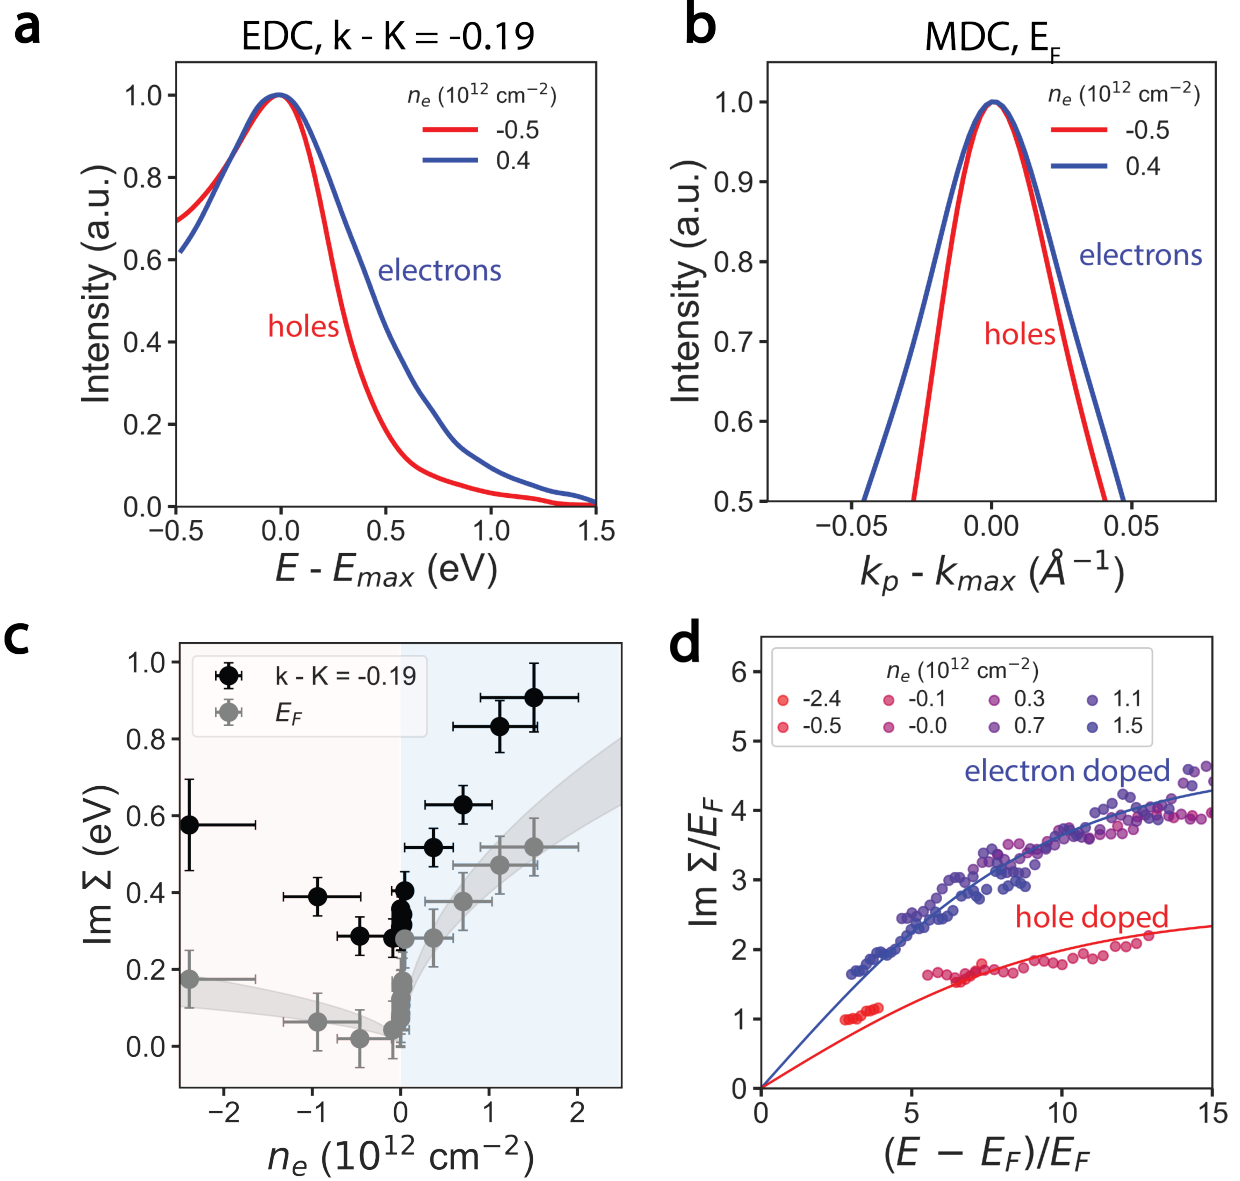 a
EDC, k - K = -0.19
1.0
0.8
0.6
0.4
0.2
0.0
Intensity (a.u.)
n_e (10^12 cm^−2)
-0.5
0.4
electrons
holes
−0.5
0.0
0.5
1.0
1.5
E - E_max (eV)
b
MDC, E_F
1.0
0.9
0.8
0.7
0.6
0.5
Intensity (a.u.)
n_e (10^12 cm^−2)
-0.5
0.4
electrons
holes
−0.05
0.00
0.05
k_p - k_max (Å^−1)
c
1.0
0.8
0.6
0.4
0.2
0.0
Im Σ (eV)
k - K = -0.19
E_F
−2
−1
0
1
2
n_e (10^12 cm^−2)
d
6
5
4
3
2
1
0
Im Σ/E_F
n_e (10^12 cm^−2)
-2.4 -0.1 0.3 1.1
-0.5 -0.0 0.7 1.5
electron doped
hole doped
0
5
10
15
(E − E_F)/E_F